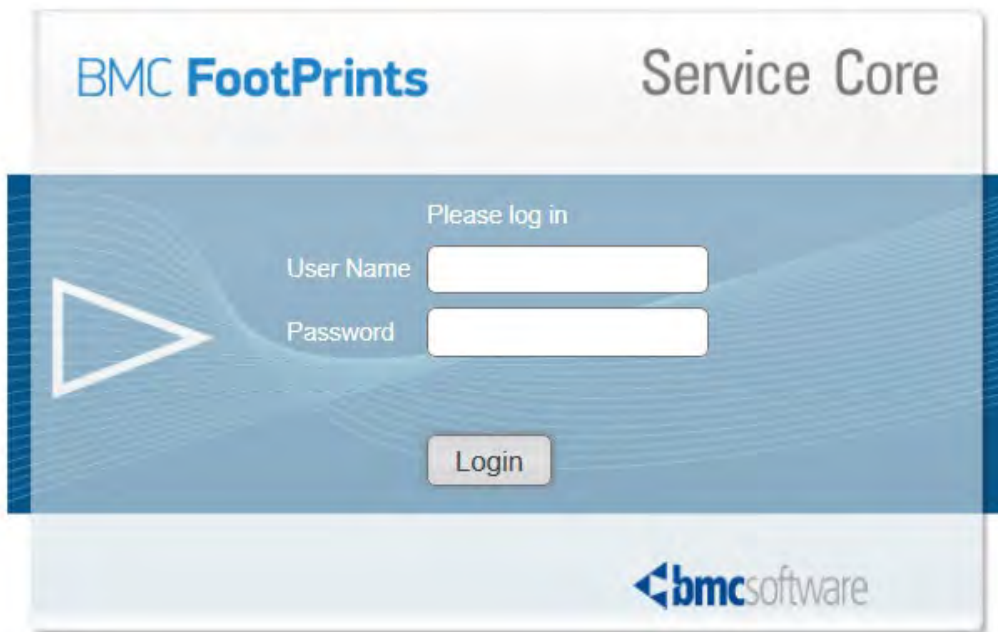 BMC FootPrints
Service Core
Please log in
User Name
Password
Login
bmcsoftware